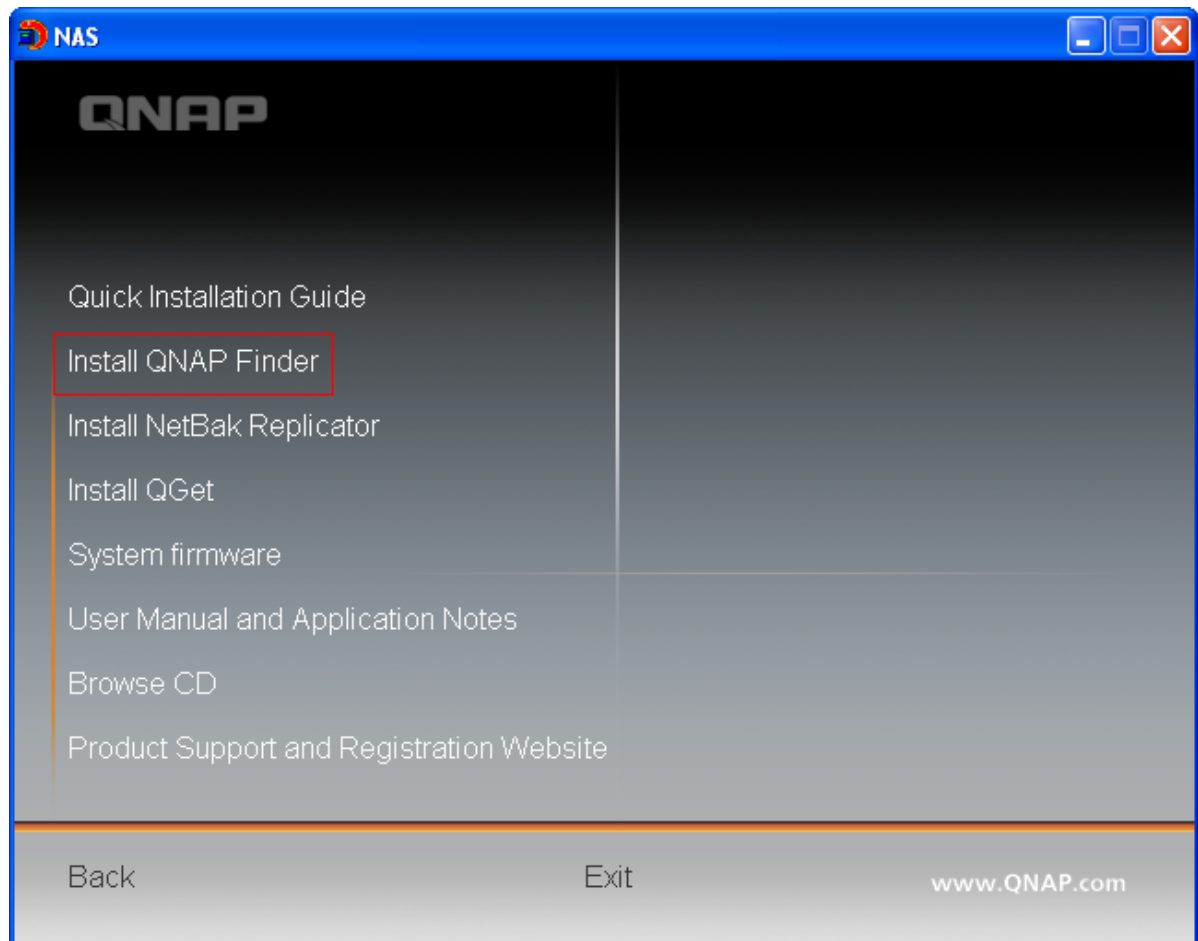 NAS
QNAP
Quick Installation Guide
Install QNAP Finder
Install NetBak Replicator
Install QGet
System firmware
User Manual and Application Notes
Browse CD
Product Support and Registration Website
Back Exit www.QNAP.com